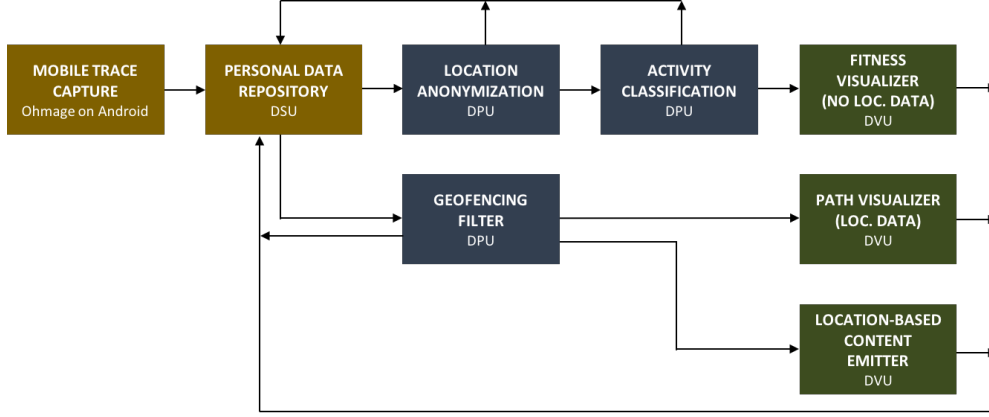 MOBILE TRACE
CAPTURE
Ohmage on Android
PERSONAL DATA
REPOSITORY
DSU
LOCATION
ANONYMIZATION
DPU
ACTIVITY
CLASSIFICATION
DPU
FITNESS
VISUALIZER
(NO LOC. DATA)
DVU
GEOFENCING
FILTER
DPU
PATH VISUALIZER
(LOC. DATA)
DVU
LOCATION-BASED
CONTENT
EMITTER
DVU